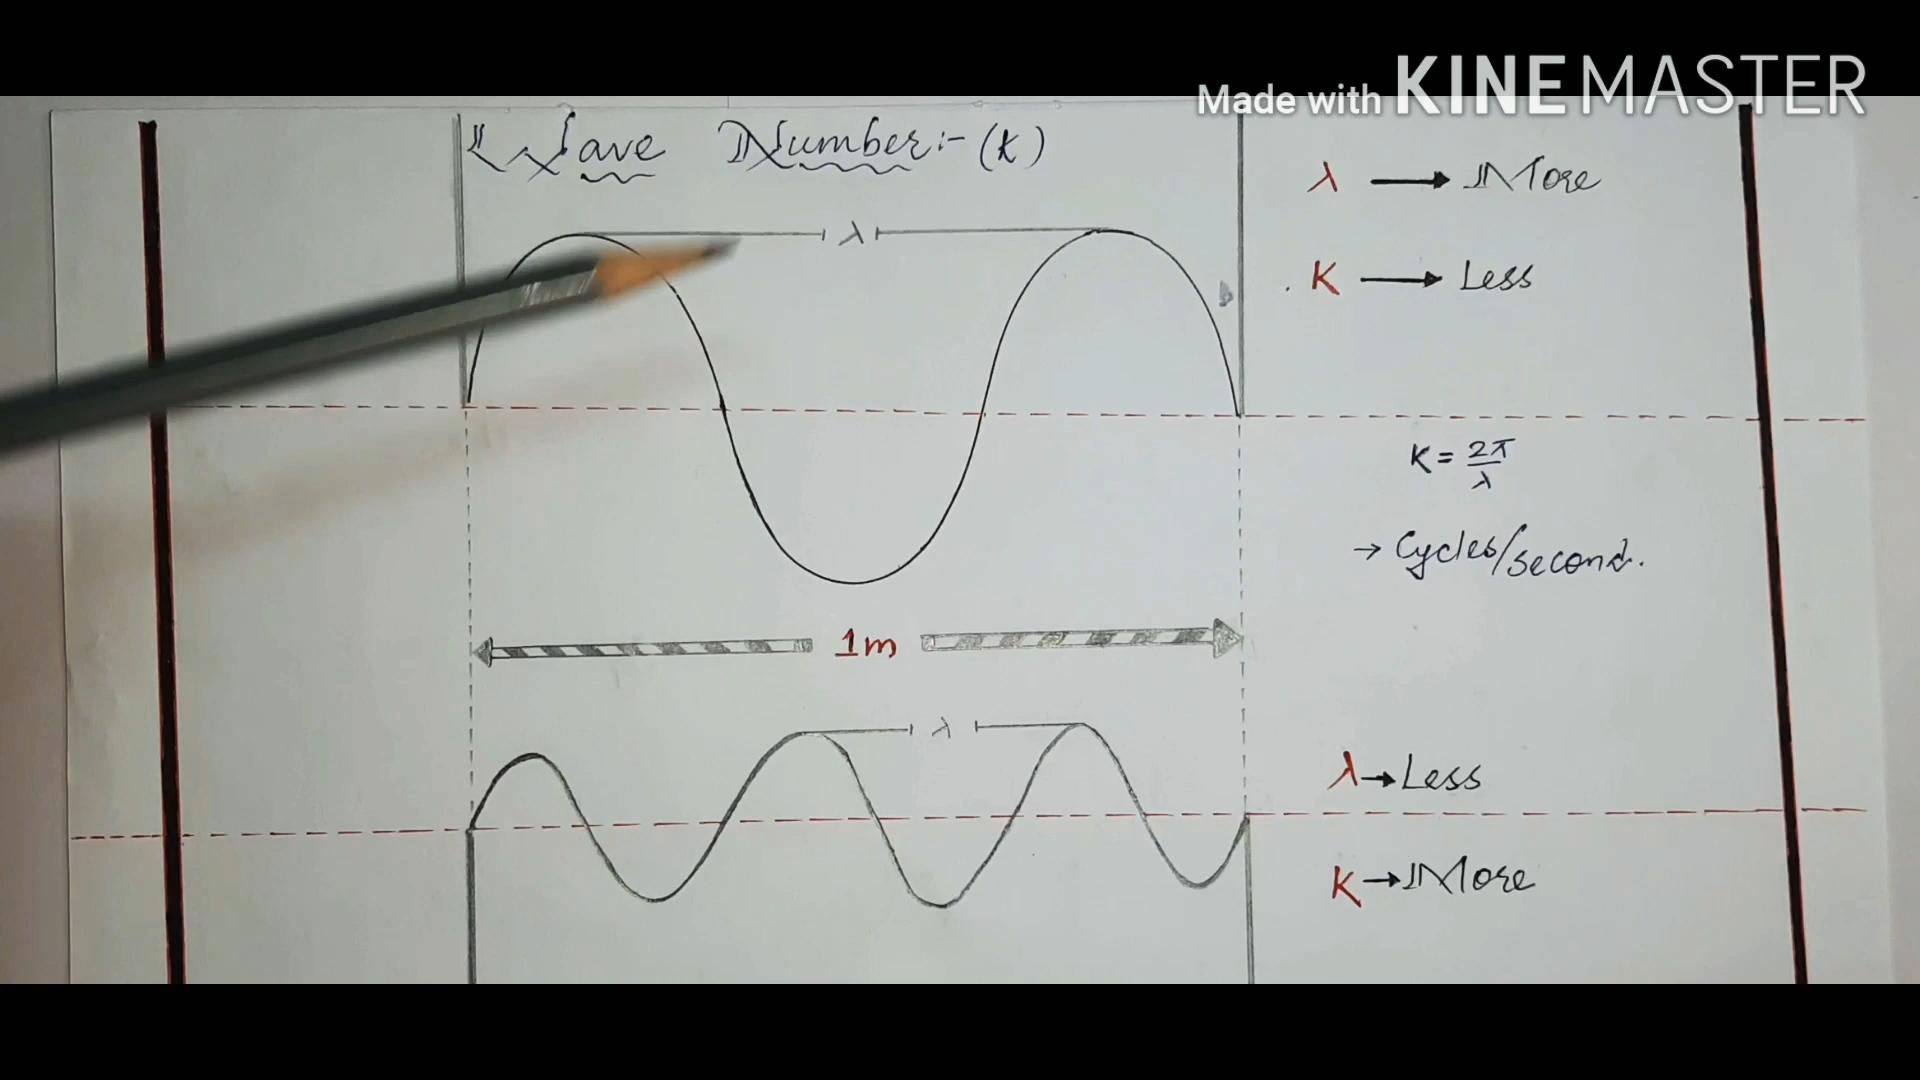 Made with KINEMASTER
Wave Number:- (K)
λ → More
λ
K → Less
K = 2π/λ
→ Cycles/second.
1m
λ
λ → Less
K → More